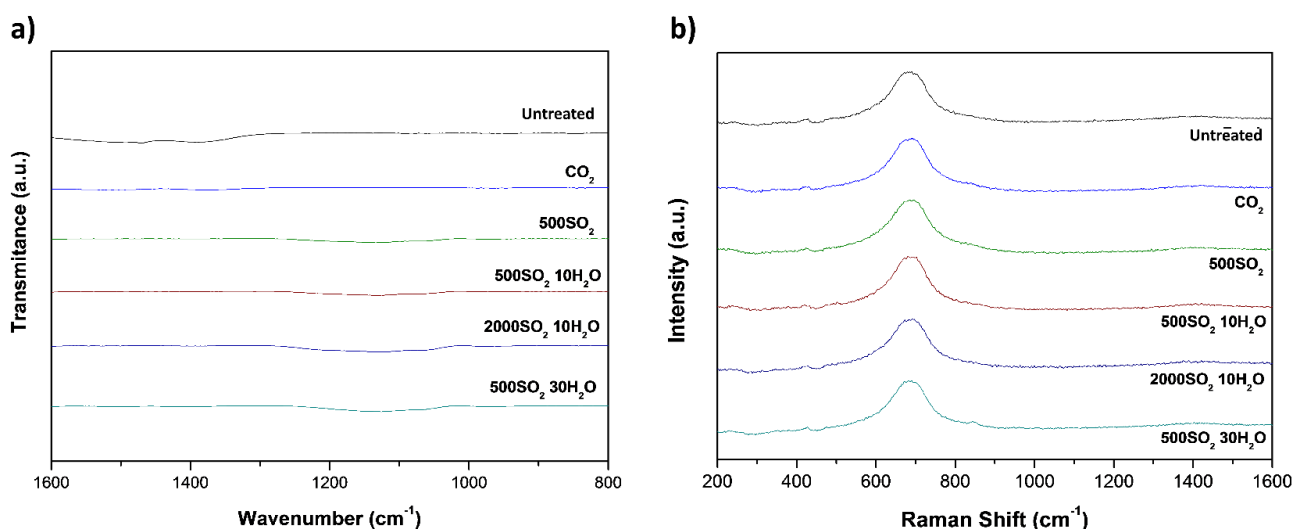 a)
Untreated
CO₂
500SO₂
500SO₂ 10H₂O
2000SO₂ 10H₂O
500SO₂ 30H₂O
Transmitance (a.u.)
1600 1400 1200 1000 800
Wavenumber (cm⁻¹)
b)
Untreated
CO₂
500SO₂
500SO₂ 10H₂O
2000SO₂ 10H₂O
500SO₂ 30H₂O
Intensity (a.u.)
200 400 600 800 1000 1200 1400 1600
Raman Shift (cm⁻¹)